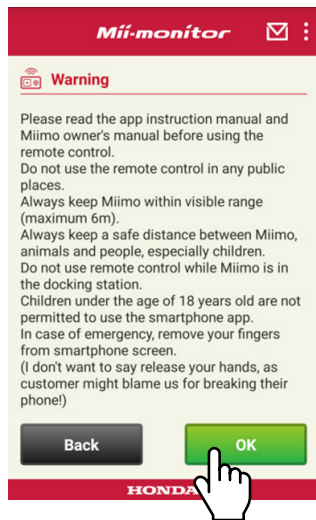 Mii-monitor
Warning
Please read the app instruction manual and
Miimo owner's manual before using the
remote control.
Do not use the remote control in any public
places.
Always keep Miimo within visible range
(maximum 6m).
Always keep a safe distance between Miimo,
animals and people, especially children.
Do not use remote control while Miimo is in
the docking station.
Children under the age of 18 years old are not
permitted to use the smartphone app.
In case of emergency, remove your fingers
from smartphone screen.
(I don't want to say release your hands, as
customer might blame us for breaking their
phone!)
Back
OK
HONDA